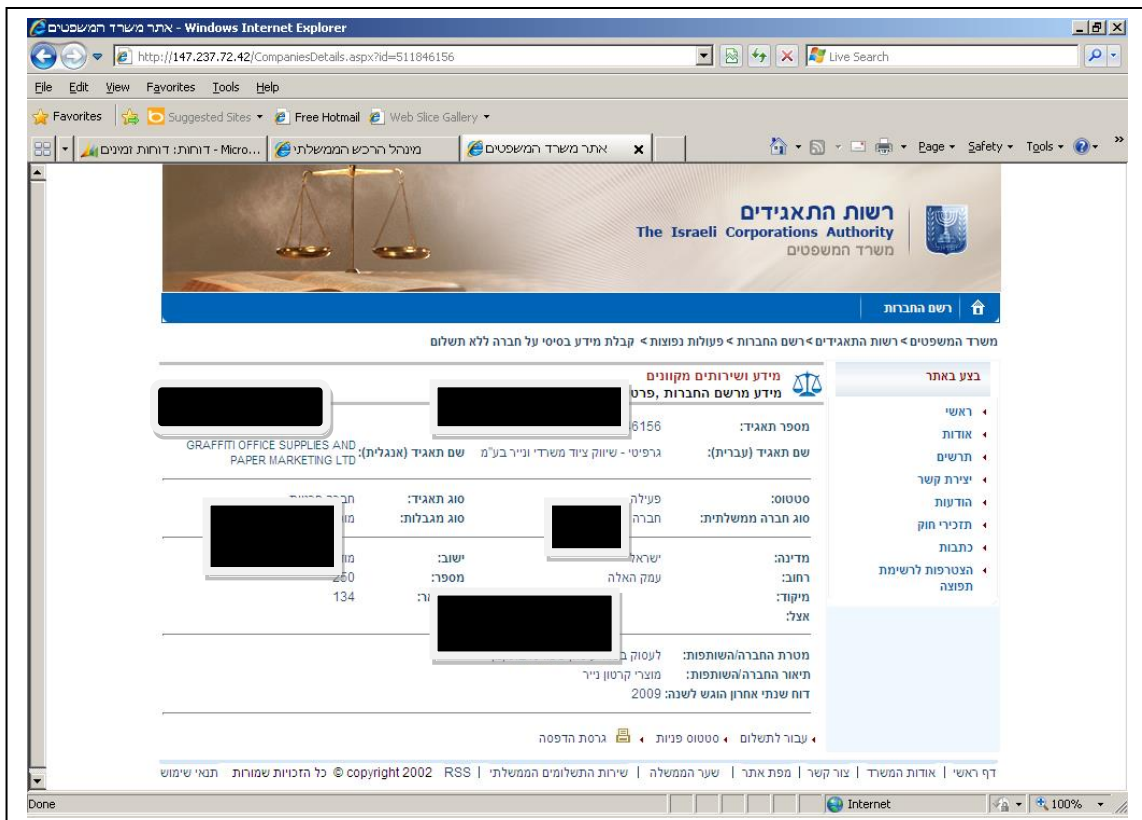 אתר משרד המשפטים - Windows Internet Explorer
http://147.237.72.42/CompaniesDetails.aspx?id=511846156
Live Search
File Edit View Favorites Tools Help
Favorites Suggested Sites Free Hotmail Web Slice Gallery
דוחות: דוחות זמינים - Micro... מינהל הרכש הממשלתי אתר משרד המשפטים Page Safety Tools
רשות התאגידים
The Israeli Corporations Authority
משרד המשפטים
רשם החברות
משרד המשפטים > רשות התאגידים > רשם החברות > פעולות נפוצות > קבלת מידע בסיסי על חברה ללא תשלום
בצע באתר
ראשי
אודות
תרשים
יצירת קשר
הודעות
תזכירי חוק
כתבות
הצטרפות לרשימת
תפוצה
מידע ושירותים מקוונים
מידע מרשם החברות
מספר תאגיד: 6156
שם תאגיד (עברית): גרפיטי - שיווק ציוד משרדי ונייר בע"מ שם תאגיד (אנגלית): GRAFFITI OFFICE SUPPLIES AND
PAPER MARKETING LTD
סטטוס: פעילה סוג תאגיד:
סוג חברה ממשלתית: חברה סוג מגבלות:
מדינה: ישראל ישוב:
רחוב: עמק האלה מספר: 250
מיקוד: 134
אצל:
מטרת החברה/השותפות: לעסוק
תיאור החברה/השותפות: מוצרי קרטון נייר
דוח שנתי אחרון הוגש לשנה: 2009
עבור לתשלום סטטוס פניות גרסת הדפסה
דף ראשי | אודות המשרד | צור קשר | מפת אתר | שער הממשלה | שירות התשלומים הממשלתי | RSS copyright 2002 © כל הזכויות שמורות תנאי שימוש
Done Internet 100%